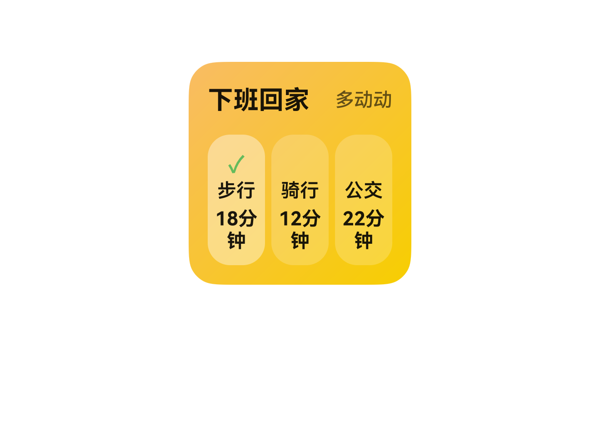 下班回家 多动动
✓
步行 骑行 公交
18分 12分 22分
钟 钟 钟